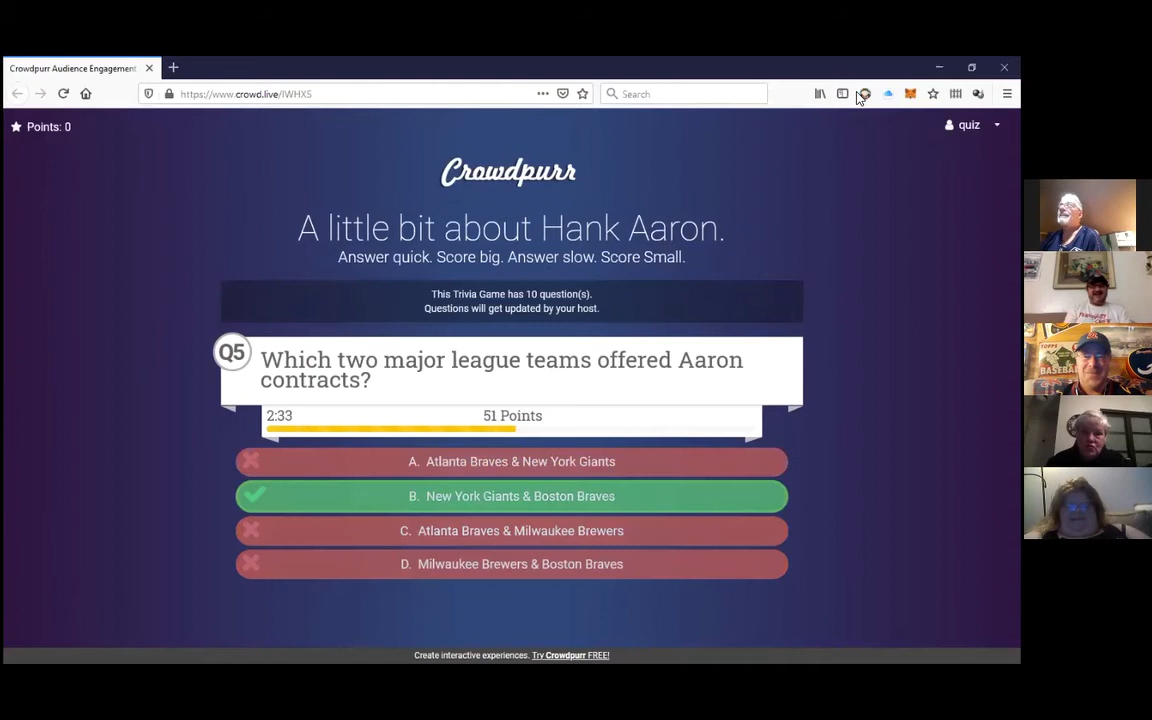 Crowdpurr Audience Engagement
https://www.crowd.live/IWHXS
Search
Points: 0
quiz
Crowdpurr
A little bit about Hank Aaron.
Answer quick. Score big. Answer slow. Score Small.
This Trivia Game has 10 question(s).
Questions will get updated by your host.
Q5
Which two major league teams offered Aaron
contracts?
2:33
51 Points
A. Atlanta Braves & New York Giants
B. New York Giants & Boston Braves
C. Atlanta Braves & Milwaukee Brewers
D. Milwaukee Brewers & Boston Braves
Create interactive experiences. Try Crowdpurr FREE!
TOPPS
BASEBALL